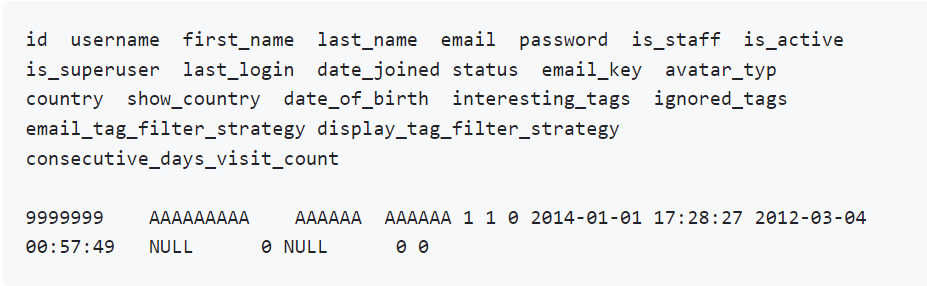 id  username  first_name  last_name  email  password  is_staff  is_active
is_superuser  last_login  date_joined status  email_key  avatar_typ
country  show_country  date_of_birth  interesting_tags  ignored_tags
email_tag_filter_strategy display_tag_filter_strategy
consecutive_days_visit_count
9999999    AAAAAAAAA    AAAAAA  AAAAAA 1 1 0 2014-01-01 17:28:27 2012-03-04
00:57:49   NULL      0 NULL      0 0